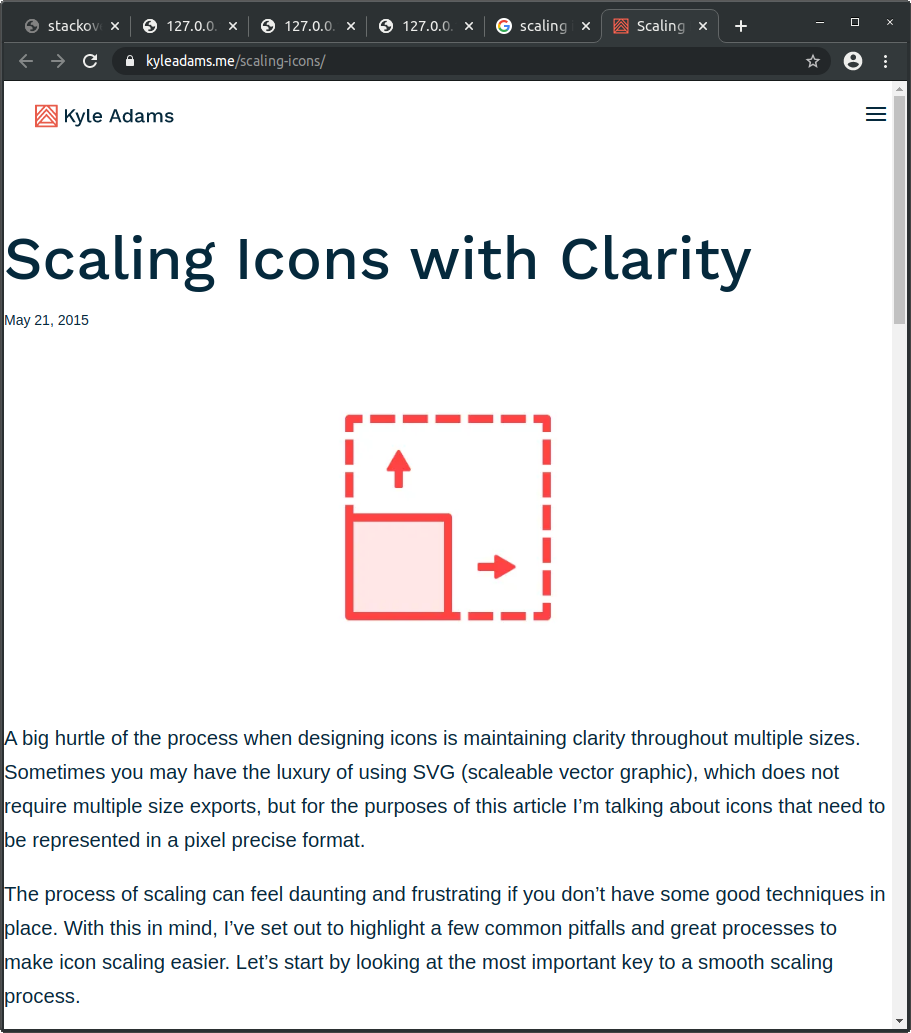 stackov
127.0.0.
127.0.0.
127.0.0.
scaling
Scaling
kyleadams.me/scaling-icons/
Kyle Adams
Scaling Icons with Clarity
May 21, 2015
A big hurtle of the process when designing icons is maintaining clarity throughout multiple sizes.
Sometimes you may have the luxury of using SVG (scaleable vector graphic), which does not
require multiple size exports, but for the purposes of this article I’m talking about icons that need to
be represented in a pixel precise format.
The process of scaling can feel daunting and frustrating if you don’t have some good techniques in
place. With this in mind, I’ve set out to highlight a few common pitfalls and great processes to
make icon scaling easier. Let’s start by looking at the most important key to a smooth scaling
process.